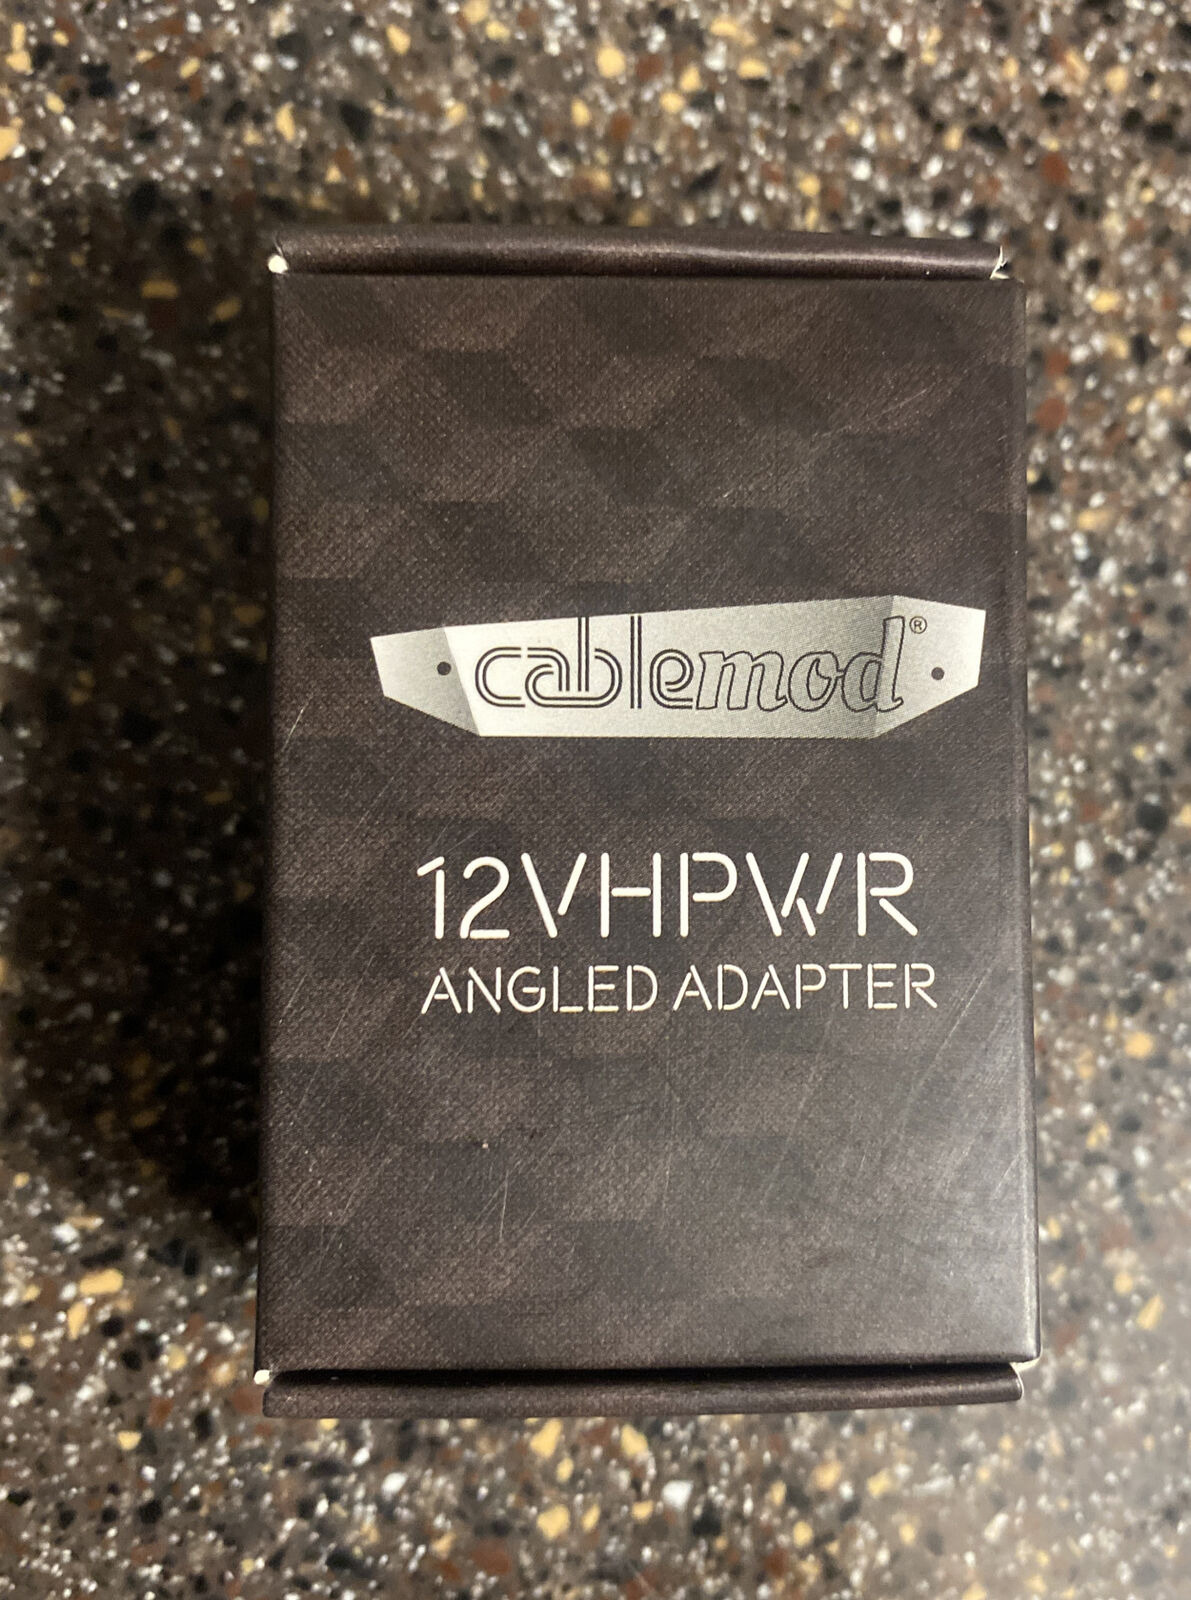 cablemod®
12VHPWR
ANGLED ADAPTER